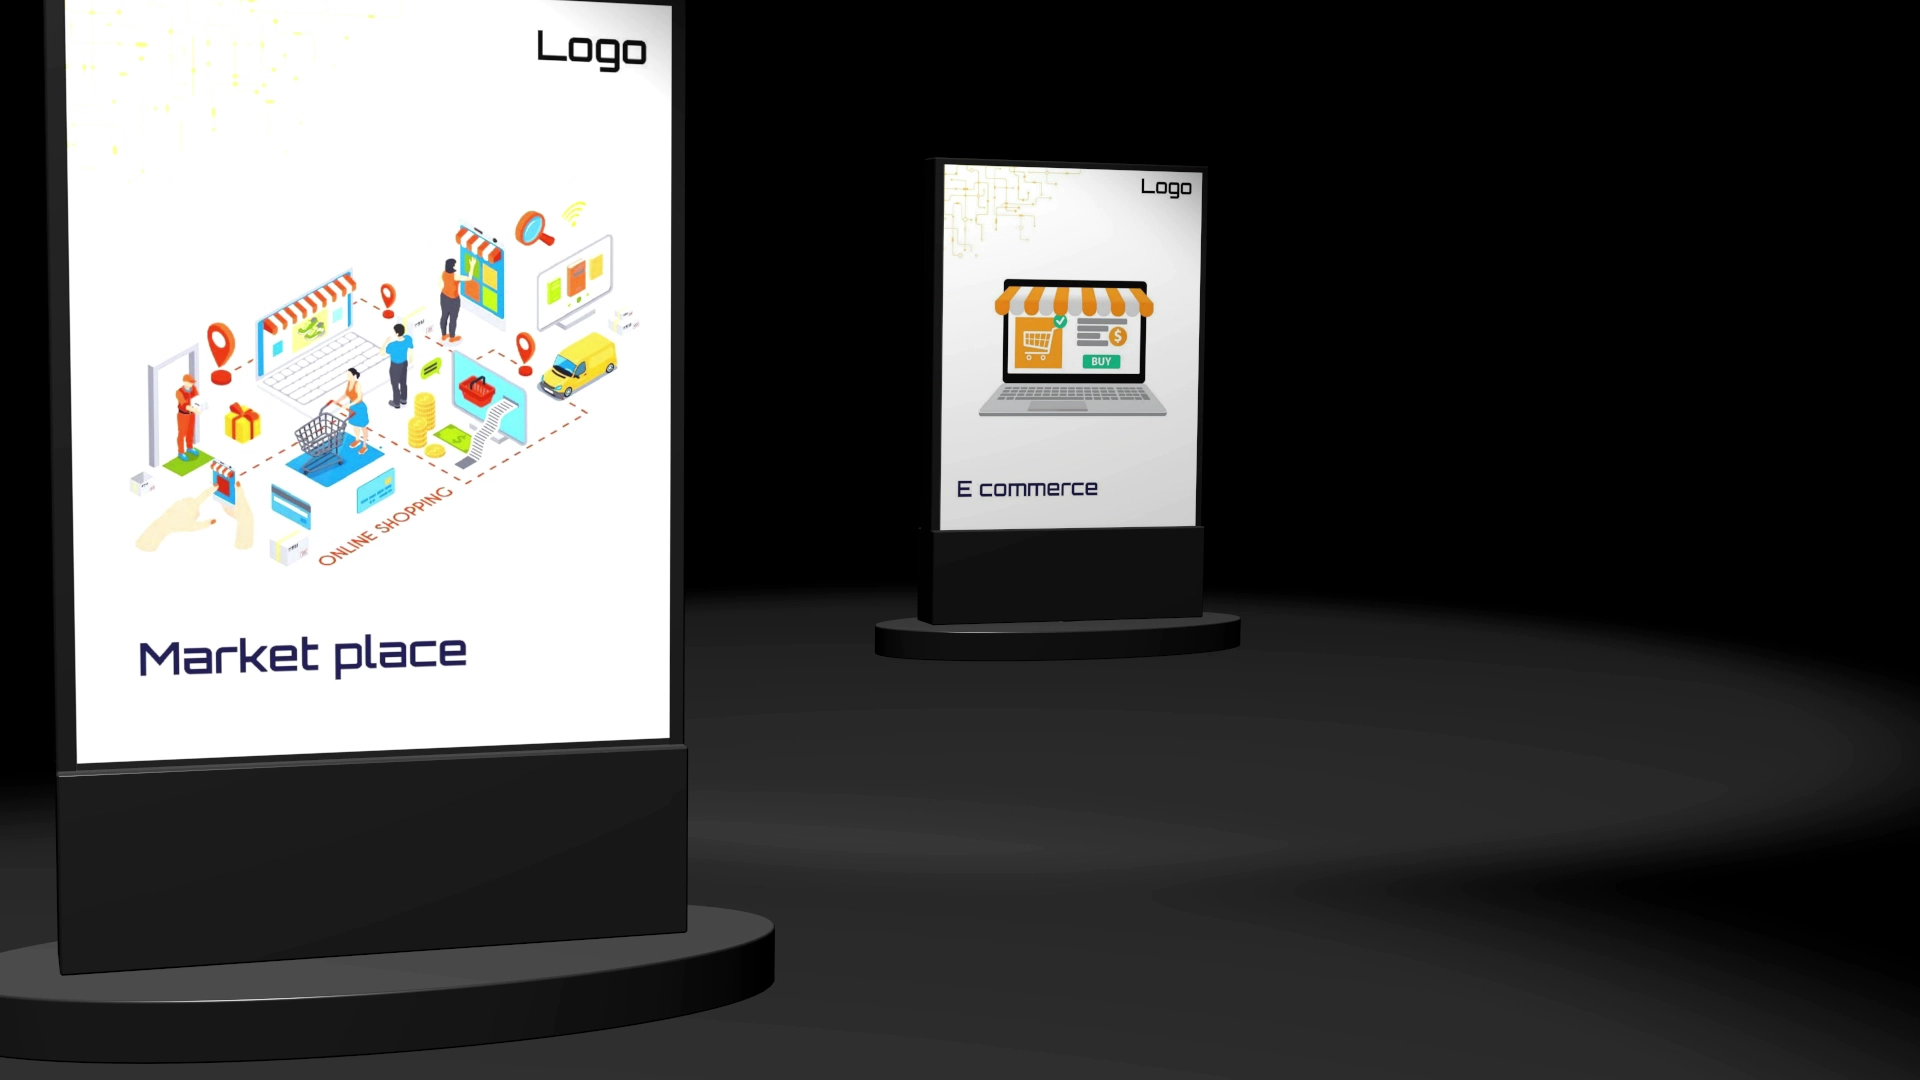 Logo
ONLINE SHOPPING
Market place
Logo
BUY
E commerce